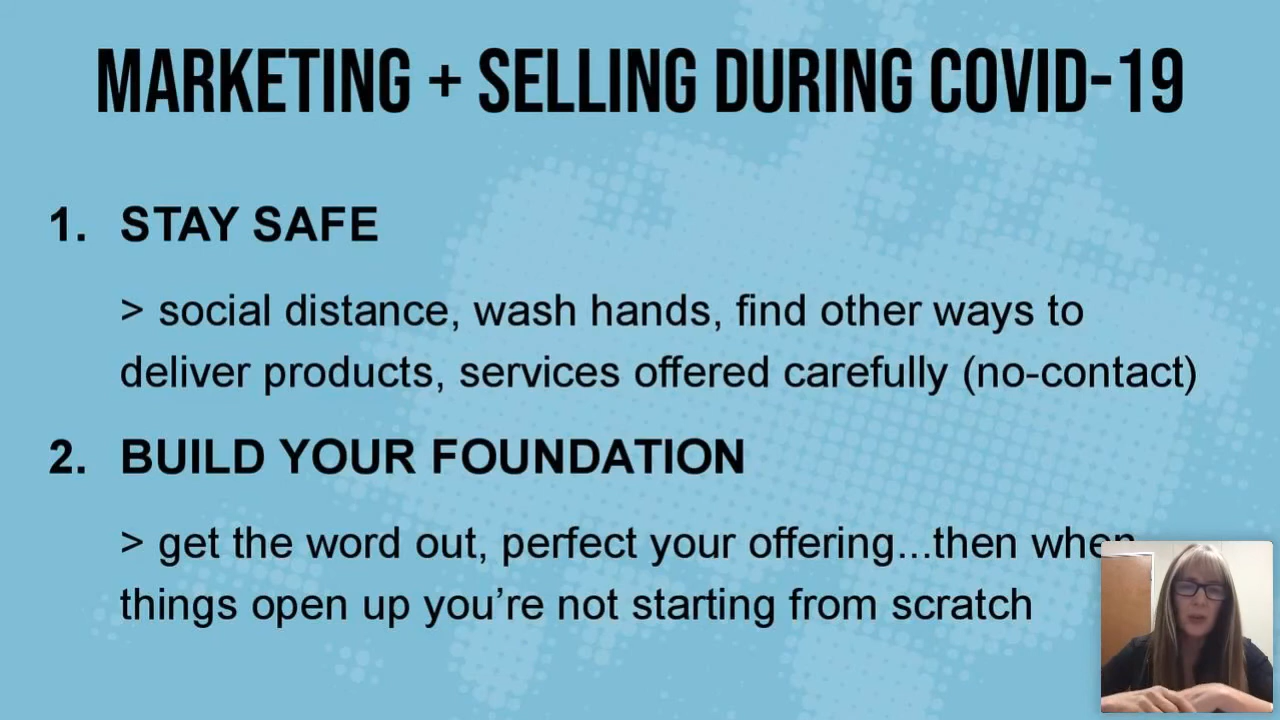 MARKETING + SELLING DURING COVID-19
1. STAY SAFE
> social distance, wash hands, find other ways to
deliver products, services offered carefully (no-contact)
2. BUILD YOUR FOUNDATION
> get the word out, perfect your offering...then when
things open up you’re not starting from scratch